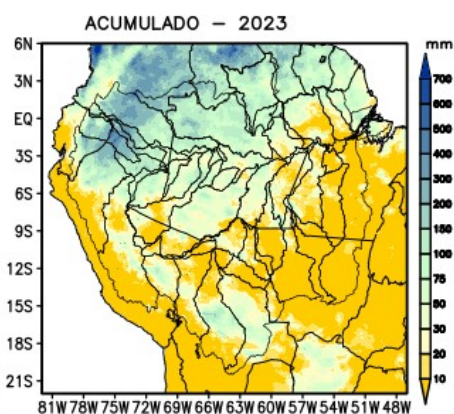 ACUMULADO – 2023
6N
3N
EQ
3S
6S
9S
12S
15S
18S
21S
81W 78W 75W 72W 69W 66W 63W 60W 57W 54W 51W 48W
mm
700
600
500
400
300
200
150
100
75
50
30
20
10